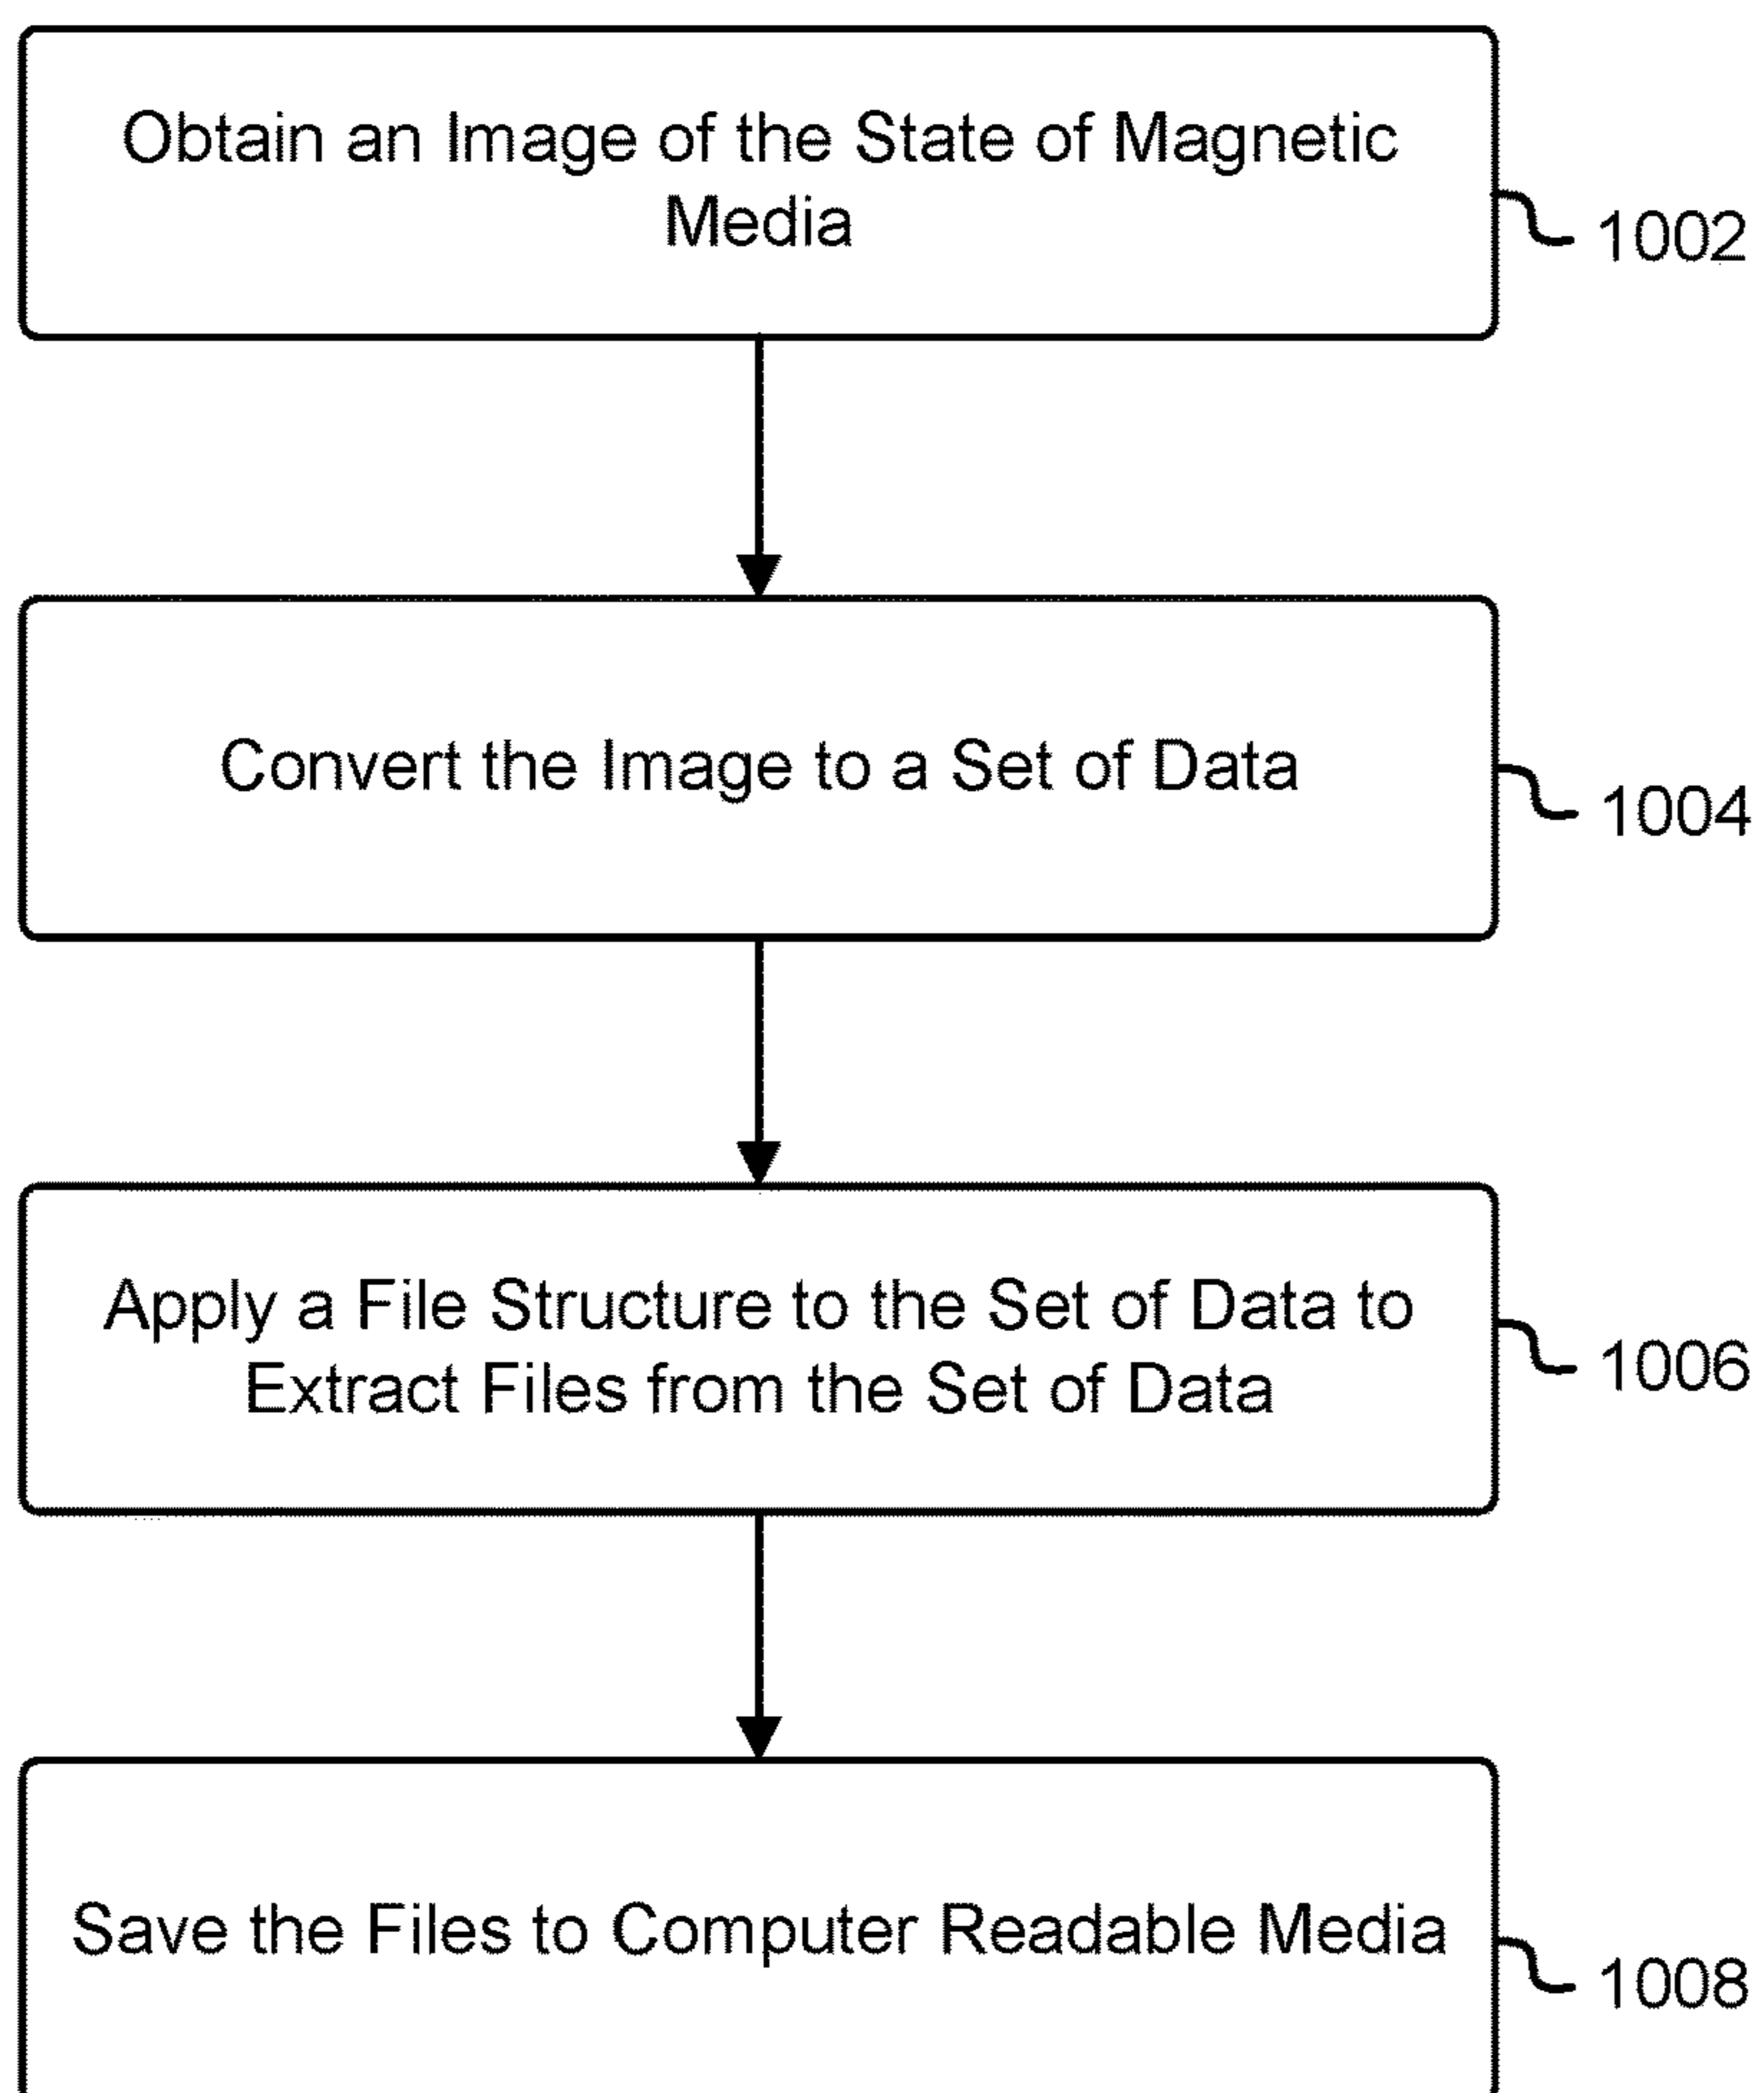 Obtain an Image of the State of Magnetic
Media
1002
Convert the Image to a Set of Data
1004
Apply a File Structure to the Set of Data to
Extract Files from the Set of Data
1006
Save the Files to Computer Readable Media
1008